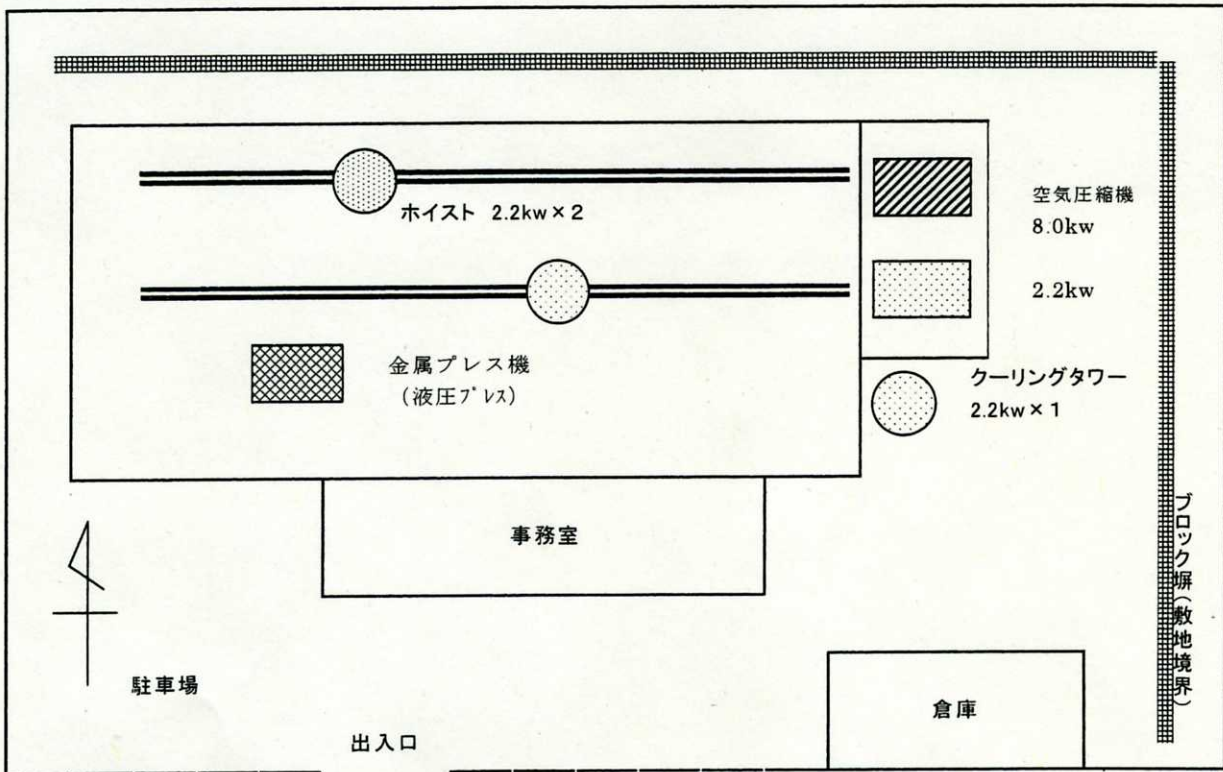 ホイスト 2.2kw×2
空気圧縮機
8.0kw
2.2kw
金属プレス機
(液圧プレス)
クーリングタワー
2.2kw×1
事務室
ブロック塀(敷地境界)
駐車場
倉庫
出入口